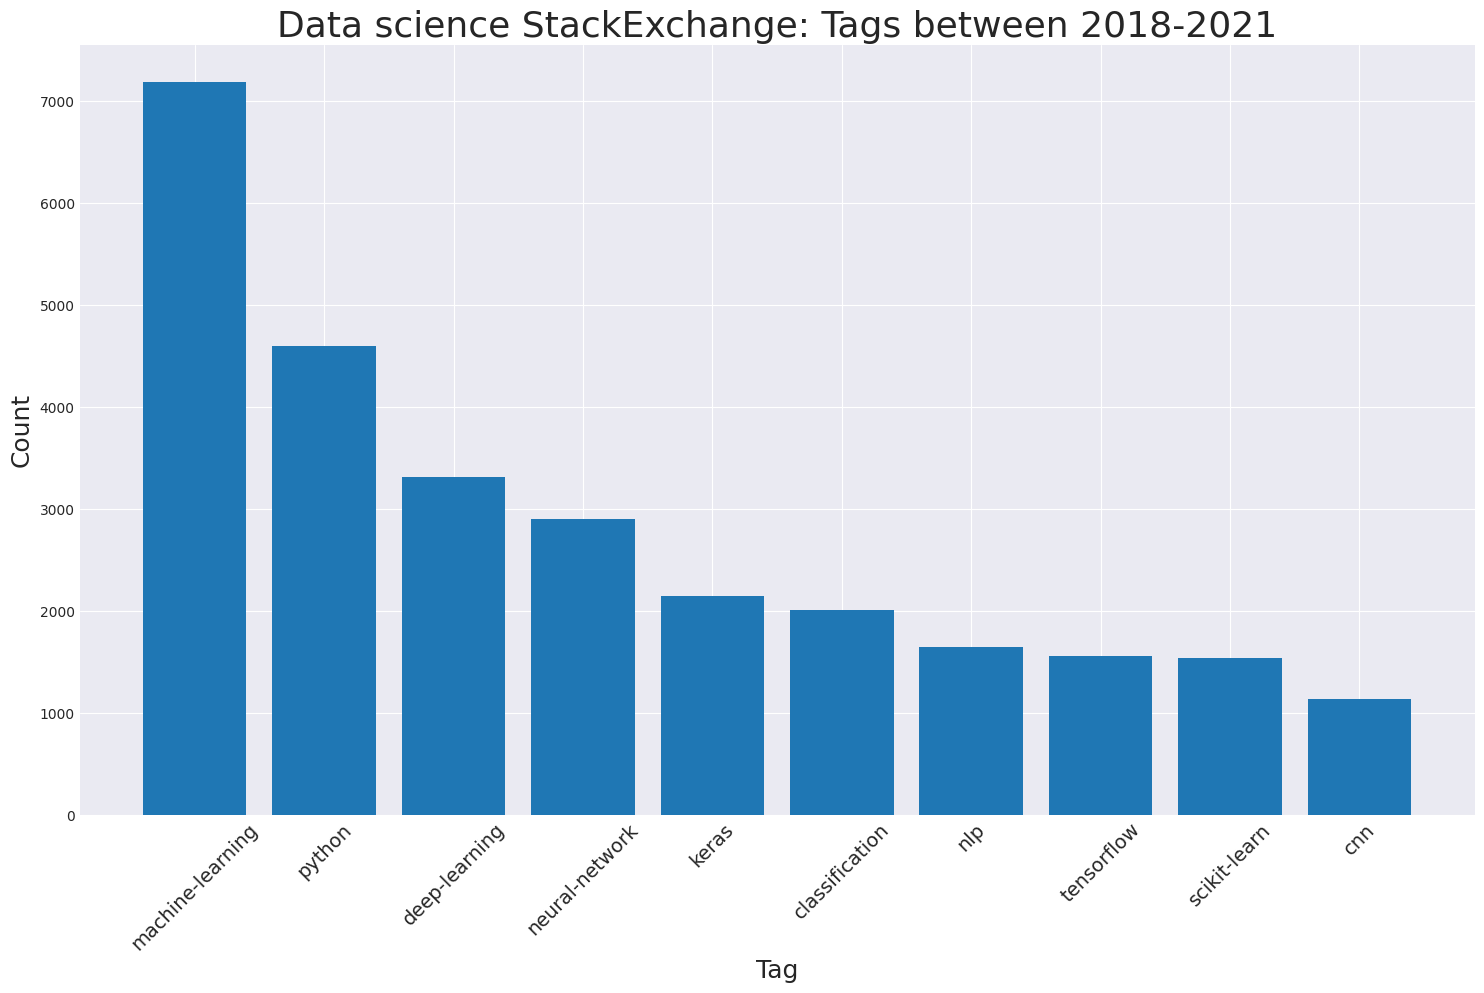 Data science StackExchange: Tags between 2018-2021
7000
6000
5000
4000
3000
2000
1000
0
Count
machine-learning
python
deep-learning
neural-network
keras
classification
nlp
tensorflow
scikit-learn
cnn
Tag